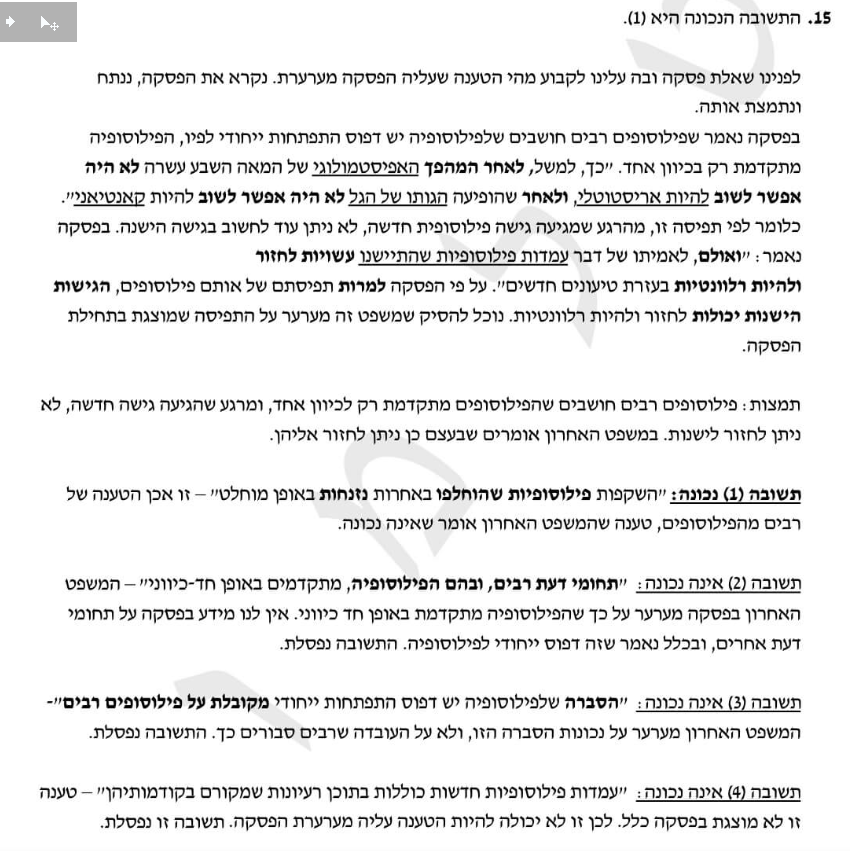 15. התשובה הנכונה היא (1).
לפנינו שאלת פסקה ובה עלינו לקבוע מהי הטענה שעליה הפסקה מערערת. נקרא את הפסקה, ננתח
ונתמצת אותה.
בפסקה נאמר שפילוסופים רבים חושבים שלפילוסופיה יש דפוס התפתחות ייחודי לפיו, הפילוסופיה
מתקדמת רק בכיוון אחד. "כך, למשל, לאחר המהפך האפיסטמולוגי של המאה השבע עשרה לא היה
אפשר לשוב להיות אריסטוטלי, ולאחר שהופיעה הגותו של הגל לא היה אפשר לשוב להיות קאנטיאני".
כלומר לפי תפיסה זו, מהרגע שמגיעה גישה פילוסופית חדשה, לא ניתן עוד לחשוב בגישה הישנה. בפסקה
נאמר: "ואולם, לאמיתו של דבר עמדות פילוסופיות שהתיישנו עשויות לחזור
ולהיות רלוונטיות בעזרת טיעונים חדשים". על פי הפסקה למרות תפיסתם של אותם פילוסופים, הגישות
הישנות יכולות לחזור ולהיות רלוונטיות. נוכל להסיק שמשפט זה מערער על התפיסה שמוצגת בתחילת
הפסקה.
תמצות: פילוסופים רבים חושבים שהפילוסופים מתקדמת רק לכיוון אחד, ומרגע שהגיעה גישה חדשה, לא
ניתן לחזור לישנות. במשפט האחרון אומרים שבעצם כן ניתן לחזור אליהן.
תשובה (1) נכונה: "השקפות פילוסופיות שהוחלפו באחרות נזנחות באופן מוחלט" – זו אכן הטענה של
רבים מהפילוסופים, טענה שהמשפט האחרון אומר שאינה נכונה.
תשובה (2) אינה נכונה: "תחומי דעת רבים, ובהם הפילוסופיה, מתקדמים באופן חד-כיווני" – המשפט
האחרון בפסקה מערער על כך שהפילוסופיה מתקדמת באופן חד כיווני. אין לנו מידע בפסקה על תחומי
דעת אחרים, ובכלל נאמר שזה דפוס ייחודי לפילוסופיה. התשובה נפסלת.
תשובה (3) אינה נכונה: "הסברה שלפילוסופיה יש דפוס התפתחות ייחודי מקובלת על פילוסופים רבים"-
המשפט האחרון מערער על נכונות הסברה הזו, ולא על העובדה שרבים סבורים כך. התשובה נפסלת.
תשובה (4) אינה נכונה: "עמדות פילוסופיות חדשות כוללות בתוכן רעיונות שמקורם בקודמותיהן" – טענה
זו לא מוצגת בפסקה כלל. לכן זו לא יכולה להיות הטענה עליה מערערת הפסקה. תשובה זו נפסלת.